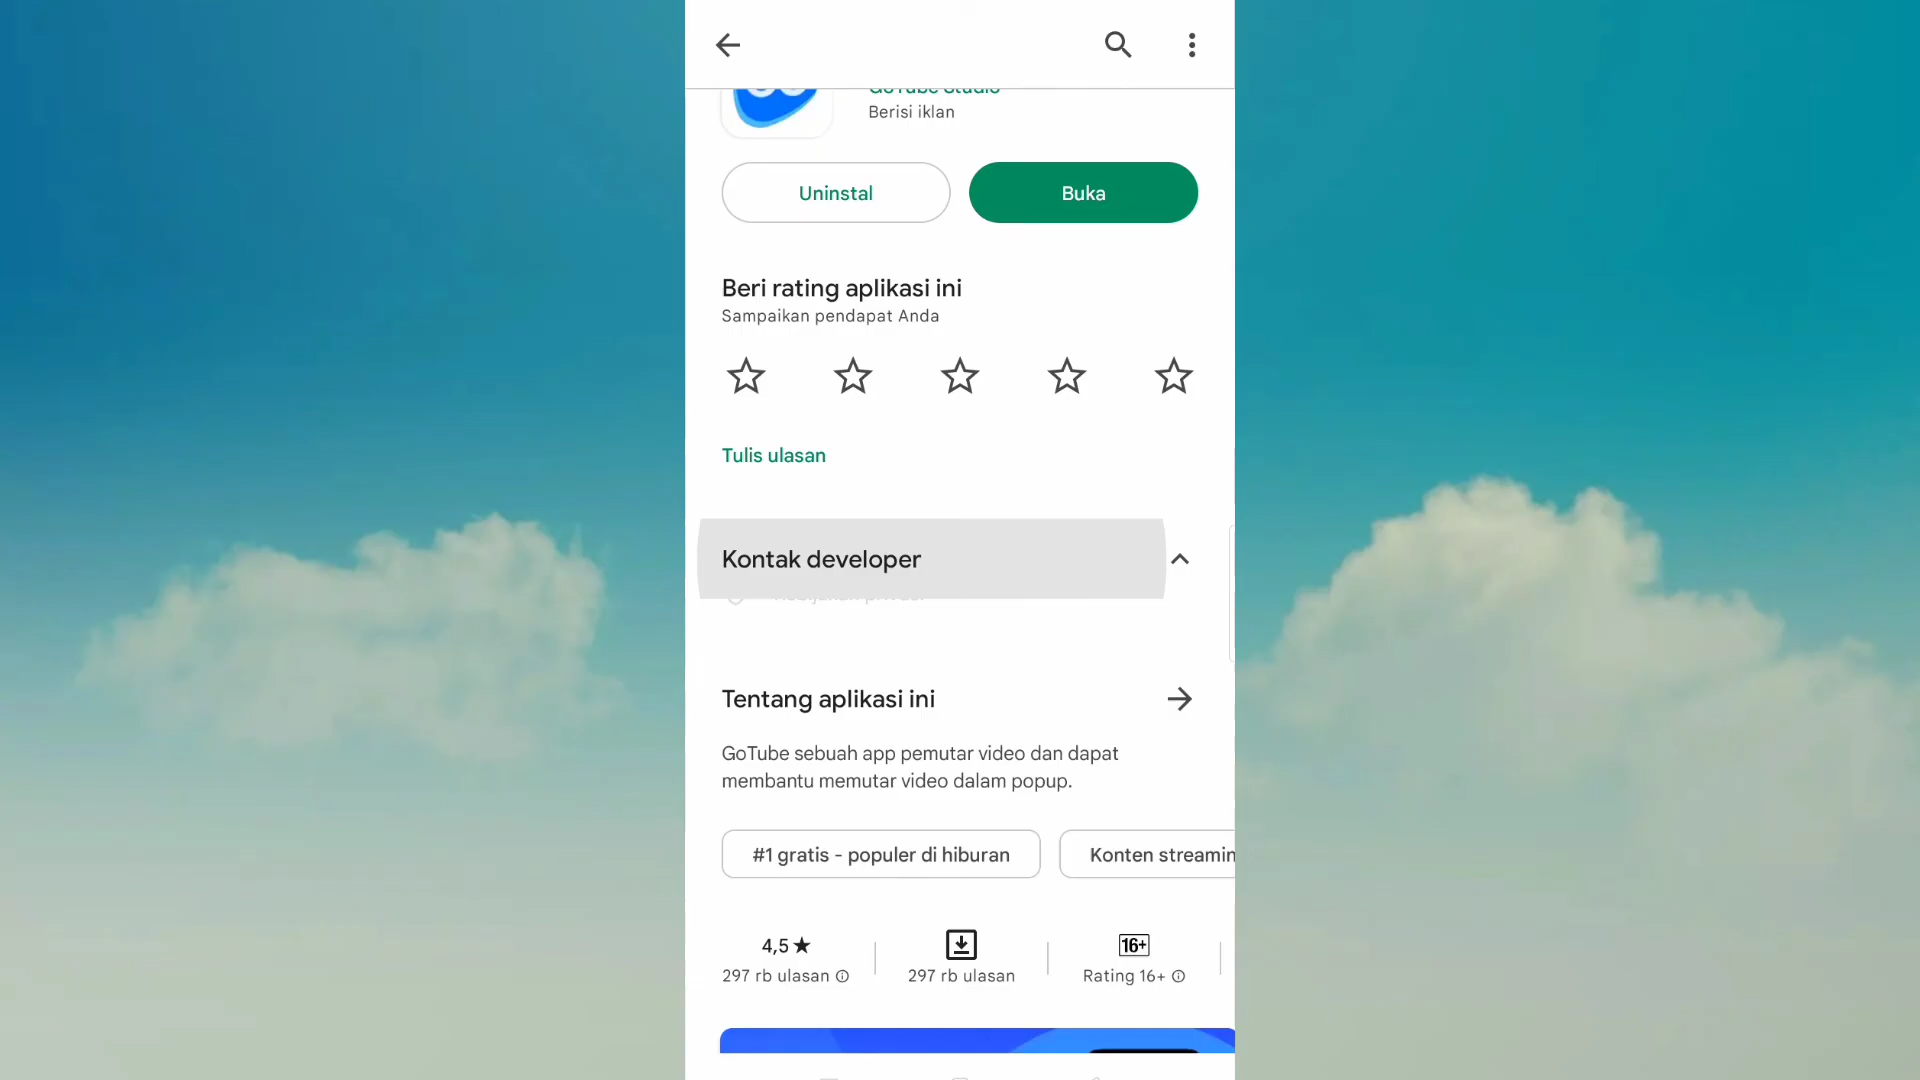 GoTube Studio
Berisi iklan
Uninstal
Buka
Beri rating aplikasi ini
Sampaikan pendapat Anda
Tulis ulasan
Kontak developer
Tentang aplikasi ini
GoTube sebuah app pemutar video dan dapat
membantu memutar video dalam popup.
#1 gratis - populer di hiburan
Konten streamin
4,5★
297 rb ulasan
297 rb ulasan
16+
Rating 16+